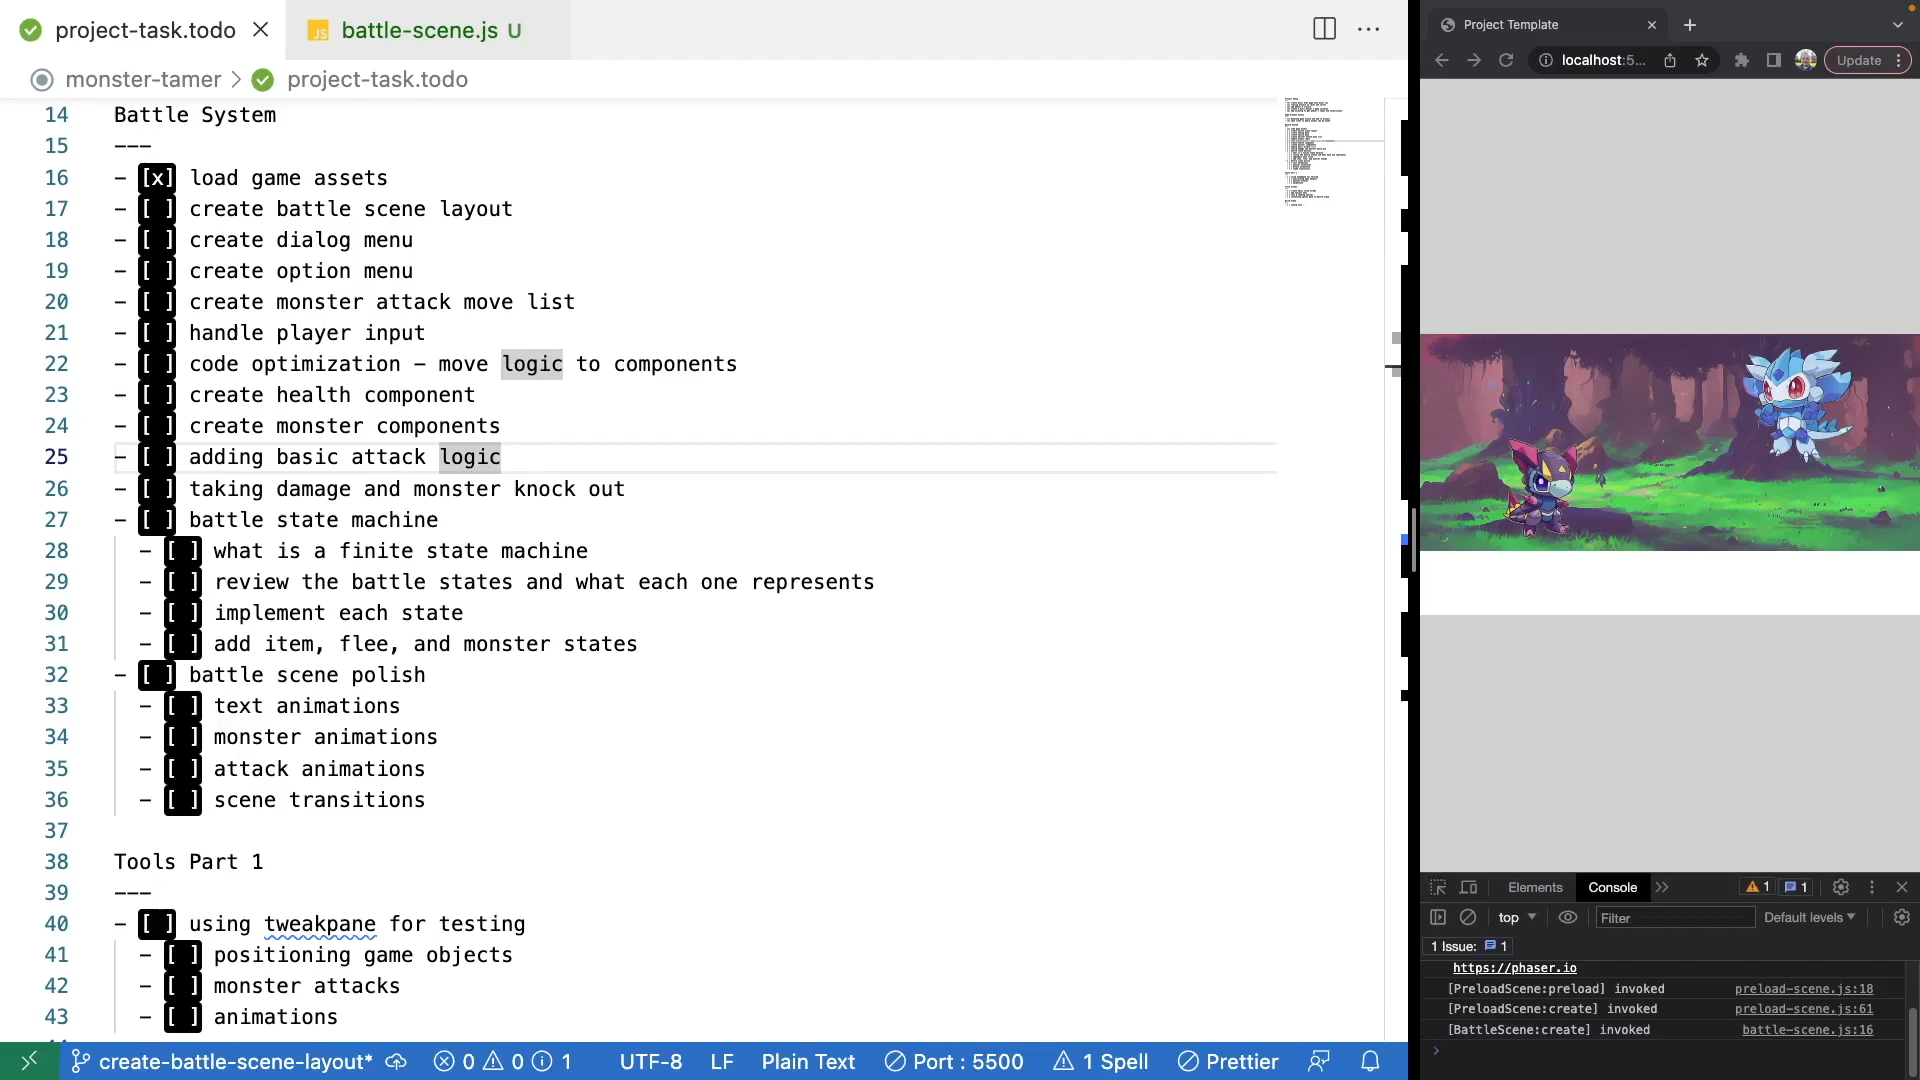 project-task.todo
JS battle-scene.js U
monster-tamer > project-task.todo
14 Battle System
15 ---
16 - [x] load game assets
17 - [ ] create battle scene layout
18 - [ ] create dialog menu
19 - [ ] create option menu
20 - [ ] create monster attack move list
21 - [ ] handle player input
22 - [ ] code optimization - move logic to components
23 - [ ] create health component
24 - [ ] create monster components
25 - [ ] adding basic attack logic
26 - [ ] taking damage and monster knock out
27 - [ ] battle state machine
28 - [ ] what is a finite state machine
29 - [ ] review the battle states and what each one represents
30 - [ ] implement each state
31 - [ ] add item, flee, and monster states
32 - [ ] battle scene polish
33 - [ ] text animations
34 - [ ] monster animations
35 - [ ] attack animations
36 - [ ] scene transitions
37
38 Tools Part 1
39 ---
40 - [ ] using tweakpane for testing
41 - [ ] positioning game objects
42 - [ ] monster attacks
43 - [ ] animations
create-battle-scene-layout* 0 0 1 UTF-8 LF Plain Text Port : 5500 1 Spell Prettier
Project Template
localhost:5... Update
Elements Console 1 1
top Filter Default levels
1 Issue: 1
https://phaser.io
[PreloadScene:preload] invoked preload-scene.js:18
[PreloadScene:create] invoked preload-scene.js:61
[BattleScene:create] invoked battle-scene.js:16